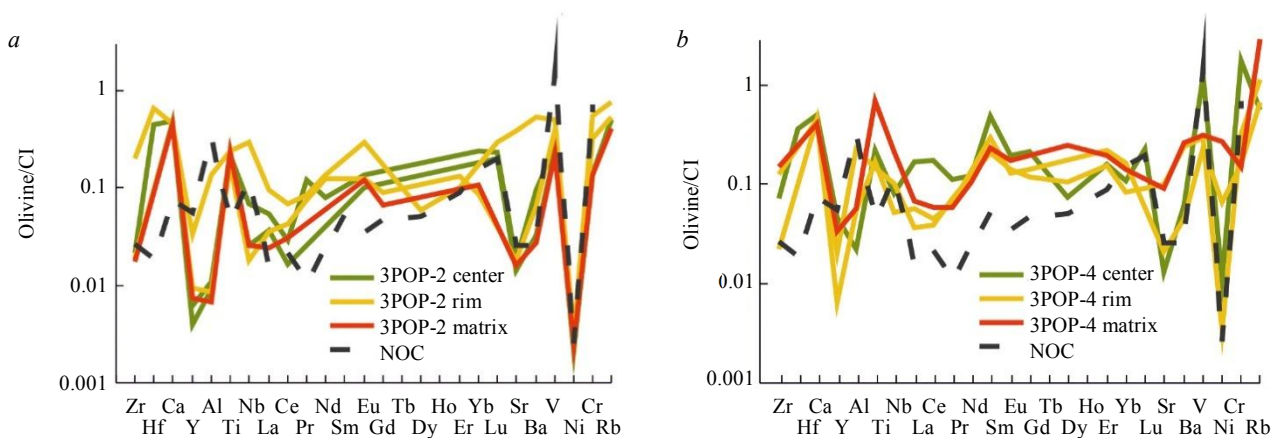 a
Olivine/CI
1
0.1
0.01
0.001
3POP-2 center
3POP-2 rim
3POP-2 matrix
NOC
Zr Ca Al Nb Ce Nd Eu Tb Ho Yb Sr V Cr
Hf Y Ti La Pr Sm Gd Dy Er Lu Ba Ni Rb
b
Olivine/CI
1
0.1
0.01
0.001
3POP-4 center
3POP-4 rim
3POP-4 matrix
NOC
Zr Ca Al Nb Ce Nd Eu Tb Ho Yb Sr V Cr
Hf Y Ti La Pr Sm Gd Dy Er Lu Ba Ni Rb